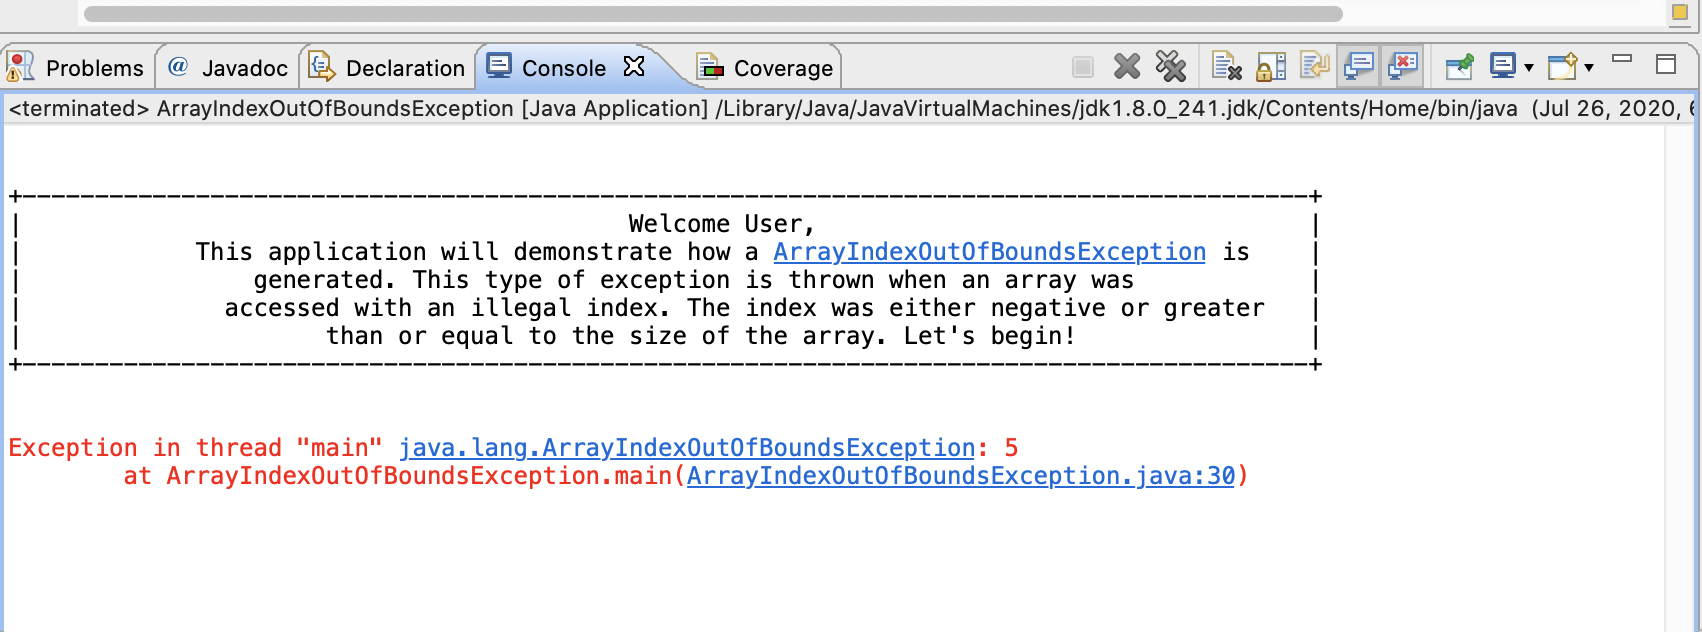 Problems @ Javadoc Declaration Console Coverage
<terminated> ArrayIndexOutOfBoundsException [Java Application] /Library/Java/JavaVirtualMachines/jdk1.8.0_241.jdk/Contents/Home/bin/java (Jul 26, 2020,
+-----------------------------------------------------------------------------------------+
| Welcome User, |
| This application will demonstrate how a ArrayIndexOutOfBoundsException is |
| generated. This type of exception is thrown when an array was |
| accessed with an illegal index. The index was either negative or greater |
| than or equal to the size of the array. Let's begin! |
+-----------------------------------------------------------------------------------------+
Exception in thread "main" java.lang.ArrayIndexOutOfBoundsException: 5
at ArrayIndexOutOfBoundsException.main(ArrayIndexOutOfBoundsException.java:30)